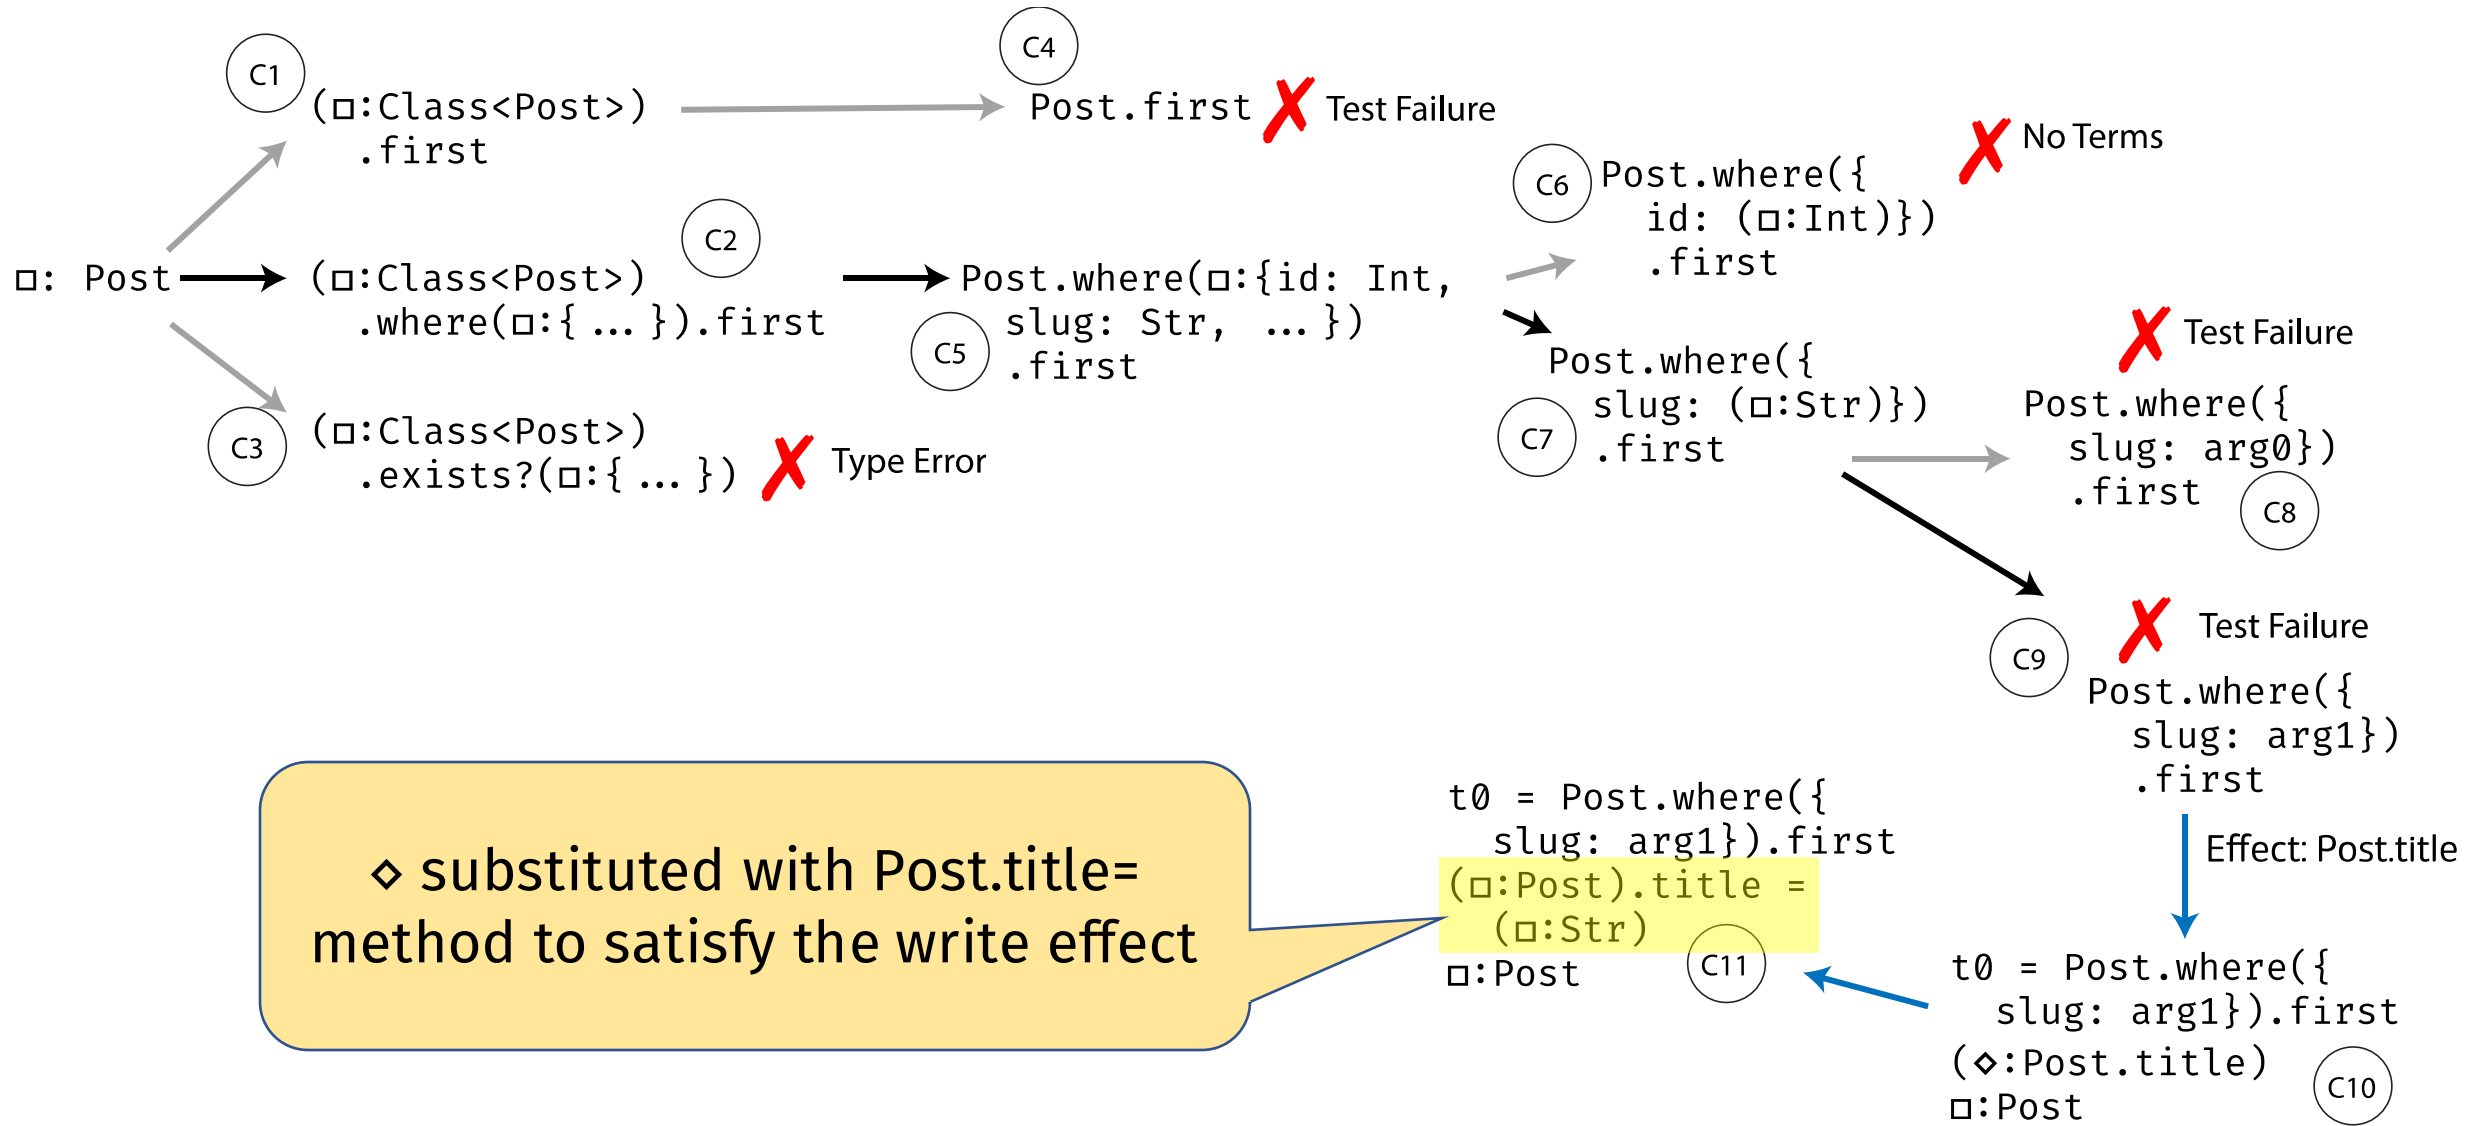 C1
(□:Class<Post>)
.first
C4
Post.first
✗ Test Failure
□: Post
C2
(□:Class<Post>)
.where(□:{ … }).first
C3
(□:Class<Post>)
.exists?(□:{ … })
✗ Type Error
C5
Post.where(□:{id: Int,
slug: Str, … })
.first
C6
Post.where({
id: (□:Int)})
.first
✗ No Terms
C7
Post.where({
slug: (□:Str)})
.first
✗ Test Failure
Post.where({
slug: arg0})
.first
C8
C9
✗ Test Failure
Post.where({
slug: arg1})
.first
Effect: Post.title
t0 = Post.where({
slug: arg1}).first
(◇:Post.title)
□:Post
C10
t0 = Post.where({
slug: arg1}).first
(□:Post).title =
(□:Str)
□:Post
C11
◇ substituted with Post.title=
method to satisfy the write effect